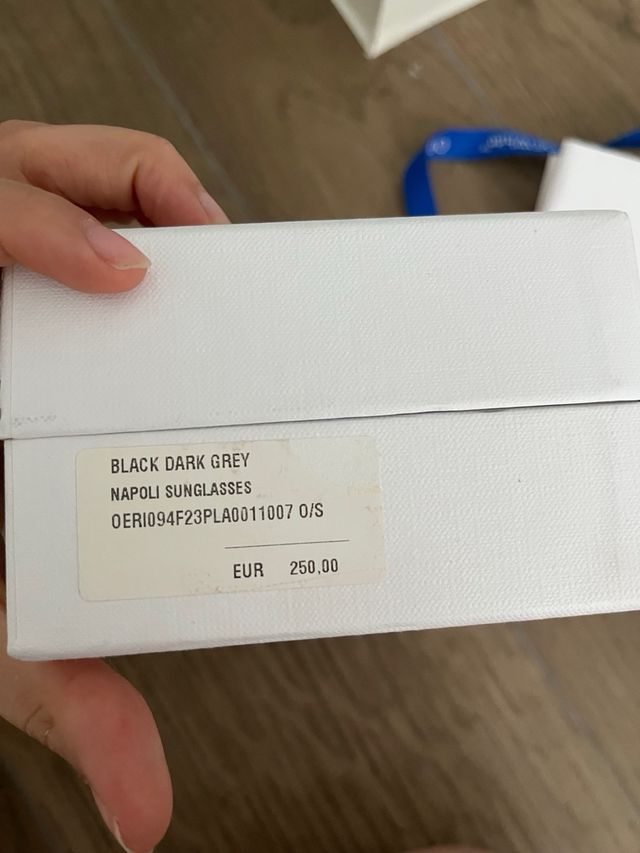 BLACK DARK GREY
NAPOLI SUNGLASSES
OERI094F23PLA0011007 O/S
EUR 250,00